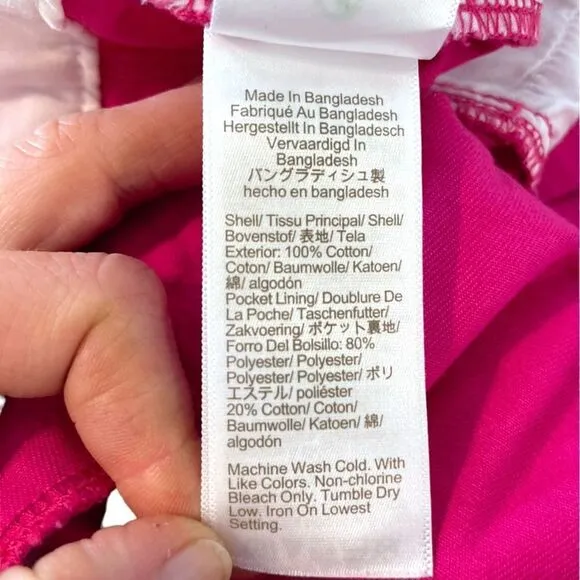 Made In Bangladesh
Fabriqué Au Bangladesh
Hergestellt In Bangladesch
Vervaardigd In
Bangladesh
バングラディシュ製
hecho en bangladesh
Shell/ Tissu Principal/ Shell/
Bovenstof/ 表地/ Tela
Exterior: 100% Cotton/
Coton/ Baumwolle/ Katoen/
綿/ algodón
Pocket Lining/ Doublure De
La Poche/ Taschenfutter/
Zakvoering/ ポケット裏地/
Forro Del Bolsillo: 80%
Polyester/ Polyester/
Polyester/ Polyester/ ポリ
エステル/ poliéster
20% Cotton/ Coton/
Baumwolle/ Katoen/ 綿/
algodón
Machine Wash Cold. With
Like Colors. Non-chlorine
Bleach Only. Tumble Dry
Low. Iron on Lowest
Setting.